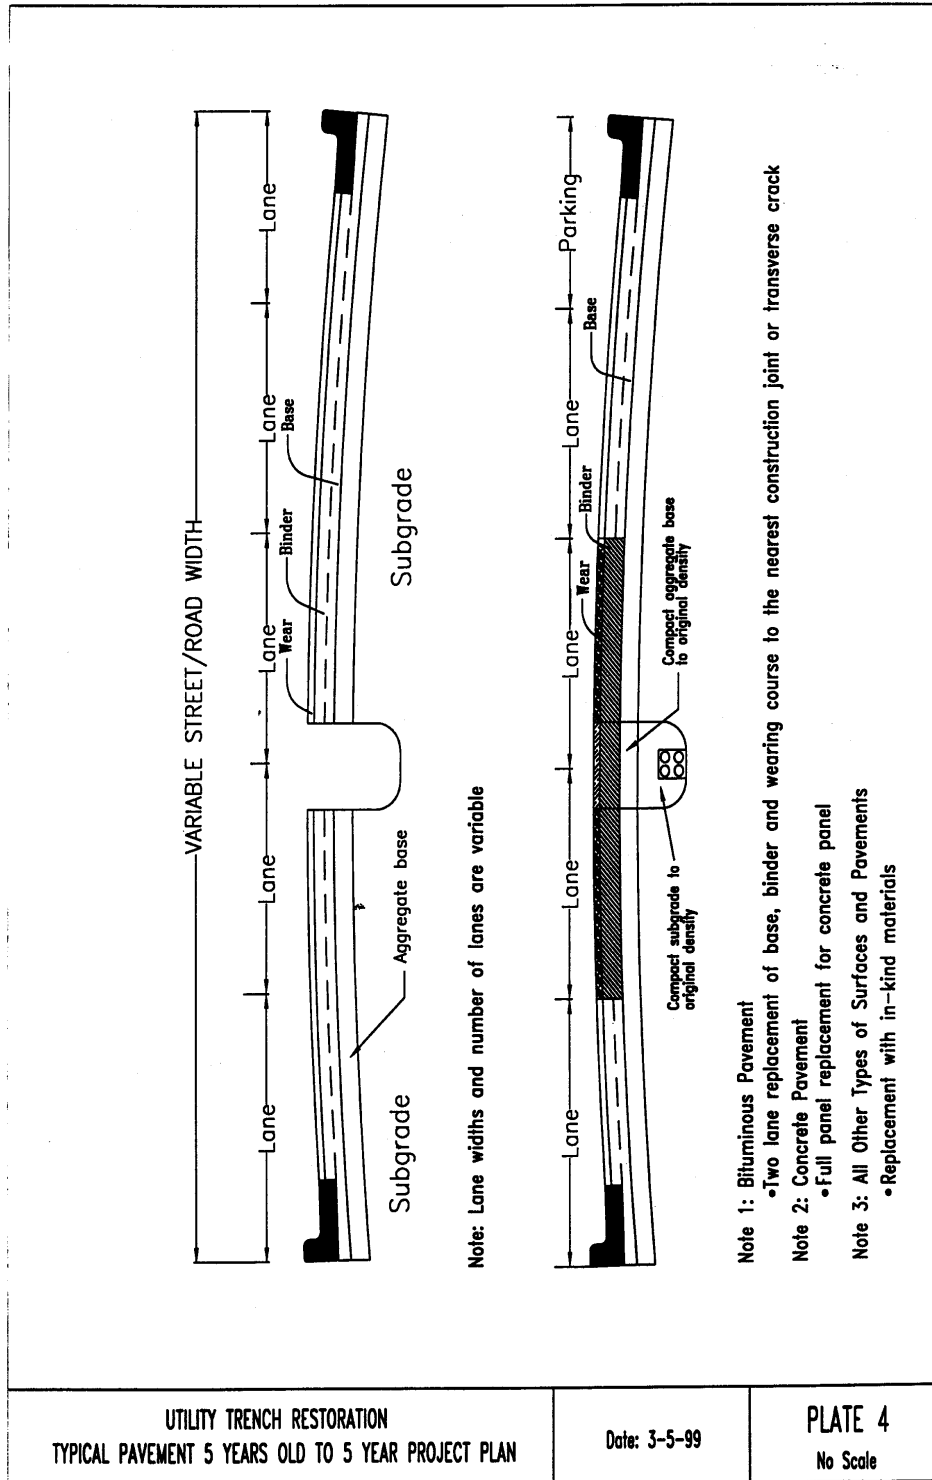 VARIABLE STREET/ROAD WIDTH
Lane
Lane
Lane
Lane
Lane
Wear
Binder
Base
Subgrade
Aggregate base
Subgrade
Note: Lane widths and number of lanes are variable
Lane
Lane
Lane
Lane
Parking
Wear
Binder
Base
Compact subgrade to
original density
Compact aggregate base
to original density
Note 1: Bituminous Pavement
•Two lane replacement of base, binder and wearing course to the nearest construction joint or transverse crack
Note 2: Concrete Pavement
•Full panel replacement for concrete panel
Note 3: All Other Types of Surfaces and Pavements
•Replacement with in-kind materials
UTILITY TRENCH RESTORATION
TYPICAL PAVEMENT 5 YEARS OLD TO 5 YEAR PROJECT PLAN
Date: 3-5-99
PLATE 4
No Scale